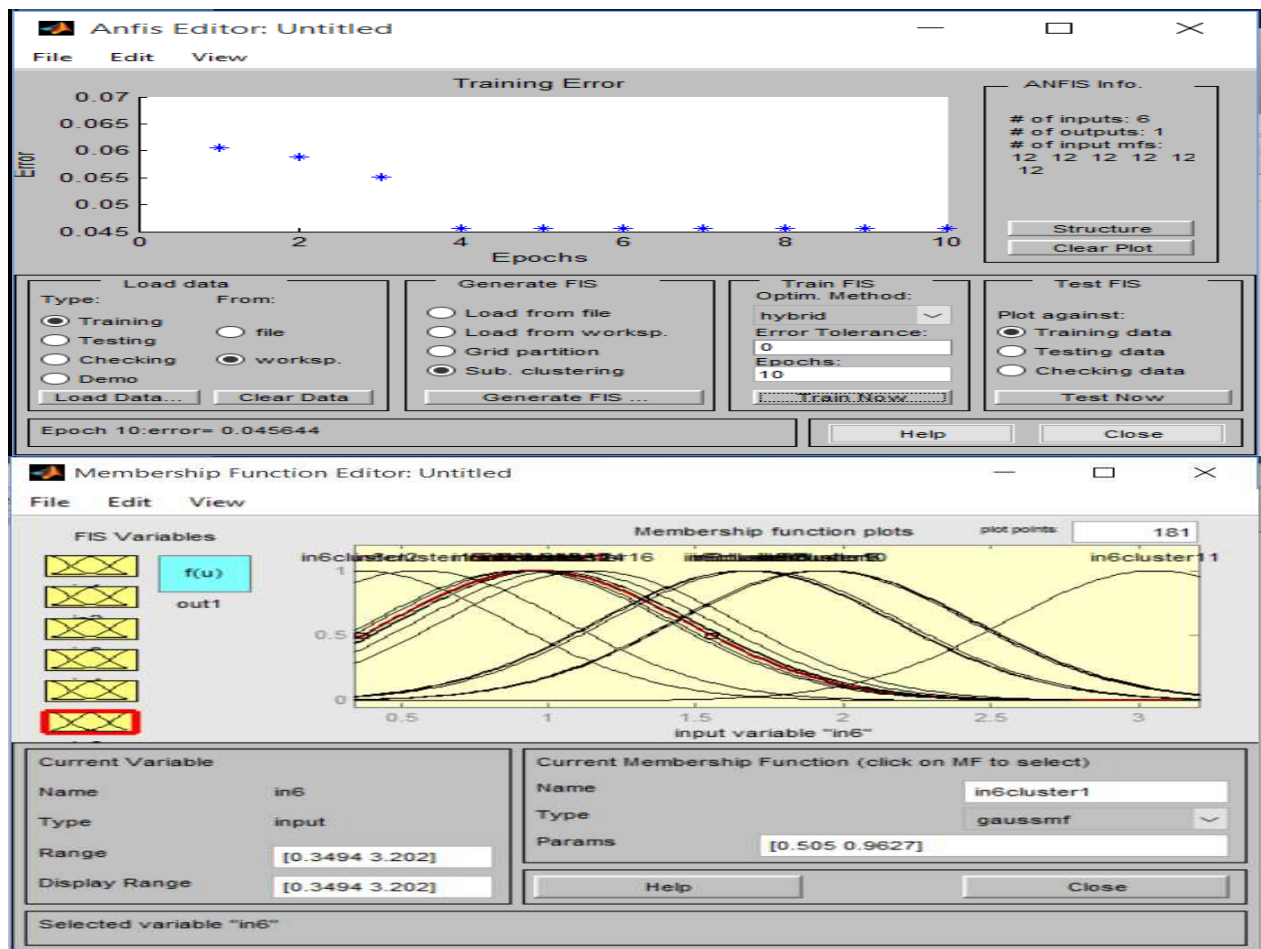 Anfis Editor: Untitled
File Edit View
Training Error
0.07
0.065
0.06
0.055
0.05
0.045
Error
0 2 4 6 8 10
Epochs
ANFIS Info.
# of inputs: 6
# of outputs: 1
# of input mfs:
12 12 12 12 12
12
Structure
Clear Plot
Load data
Type: From:
Training
Testing
Checking
Demo
file
worksp.
Load Data... Clear Data
Generate FIS
Load from file
Load from worksp.
Grid partition
Sub. clustering
Generate FIS ...
Train FIS
Optim. Method:
hybrid
Error Tolerance:
0
Epochs:
10
Train Now
Test FIS
Plot against:
Training data
Testing data
Checking data
Test Now
Epoch 10:error= 0.045644
Help Close
Membership Function Editor: Untitled
File Edit View
FIS Variables
f(u)
out1
Membership function plots
plot points: 181
in6cluster11
1
0.5
0
0.5 1 1.5 2 2.5 3
input variable "in6"
Current Variable
Name in6
Type input
Range [0.3494 3.202]
Display Range [0.3494 3.202]
Current Membership Function (click on MF to select)
Name in6cluster1
Type gaussmf
Params [0.505 0.9627]
Help Close
Selected variable "in6"